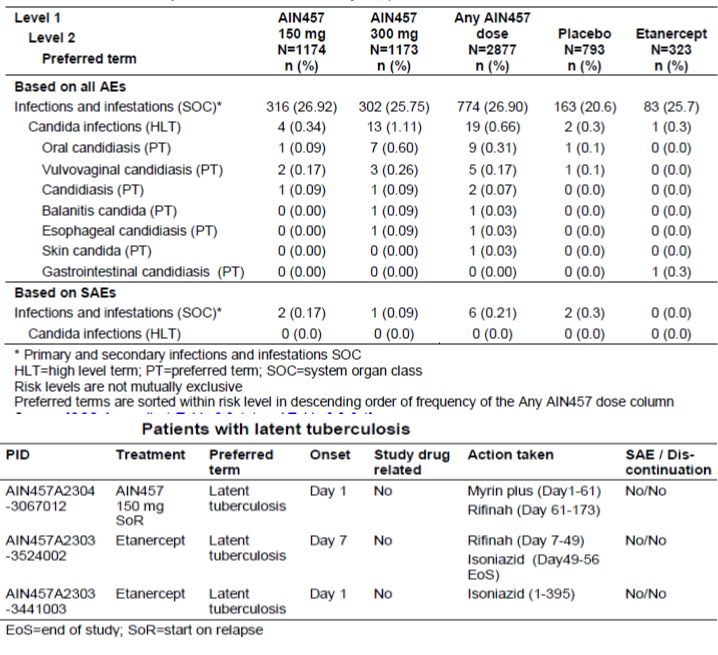 Level 1 AIN457 AIN457 Any AIN457
Level 2 150 mg 300 mg dose Placebo Etanercept
Preferred term N=1174 N=1173 N=2877 N=793 N=323
n (%) n (%) n (%) n (%) n (%)
Based on all AEs
Infections and infestations (SOC)* 316 (26.92) 302 (25.75) 774 (26.90) 163 (20.6) 83 (25.7)
Candida infections (HLT) 4 (0.34) 13 (1.11) 19 (0.66) 2 (0.3) 1 (0.3)
Oral candidiasis (PT) 1 (0.09) 7 (0.60) 9 (0.31) 1 (0.1) 0 (0.0)
Vulvovaginal candidiasis (PT) 2 (0.17) 3 (0.26) 5 (0.17) 1 (0.1) 0 (0.0)
Candidiasis (PT) 1 (0.09) 1 (0.09) 2 (0.07) 0 (0.0) 0 (0.0)
Balanitis candida (PT) 0 (0.00) 1 (0.09) 1 (0.03) 0 (0.0) 0 (0.0)
Esophageal candidiasis (PT) 0 (0.00) 1 (0.09) 1 (0.03) 0 (0.0) 0 (0.0)
Skin candida (PT) 0 (0.00) 0 (0.00) 1 (0.03) 0 (0.0) 0 (0.0)
Gastrointestinal candidiasis (PT) 0 (0.00) 0 (0.00) 0 (0.00) 0 (0.0) 1 (0.3)
Based on SAEs
Infections and infestations (SOC)* 2 (0.17) 1 (0.09) 6 (0.21) 2 (0.3) 0 (0.0)
Candida infections (HLT) 0 (0.0) 0 (0.0) 0 (0.0) 0 (0.0) 0 (0.0)
* Primary and secondary infections and infestations SOC
HLT=high level term; PT=preferred term; SOC=system organ class
Risk levels are not mutually exclusive
Preferred terms are sorted within risk level in descending order of frequency of the Any AIN457 dose column
Patients with latent tuberculosis
PID Treatment Preferred Onset Study drug Action taken SAE / Dis-
term related continuation
AIN457A2304 AIN457 Latent Day 1 No Myrin plus (Day1-61) No/No
-3067012 150 mg tuberculosis Rifinah (Day 61-173)
SoR
AIN457A2303 Etanercept Latent Day 7 No Rifinah (Day 7-49) No/No
-3524002 tuberculosis Isoniazid (Day49-56
EoS)
AIN457A2303 Etanercept Latent Day 1 No Isoniazid (1-395) No/No
-3441003 tuberculosis
EoS=end of study; SoR=start on relapse